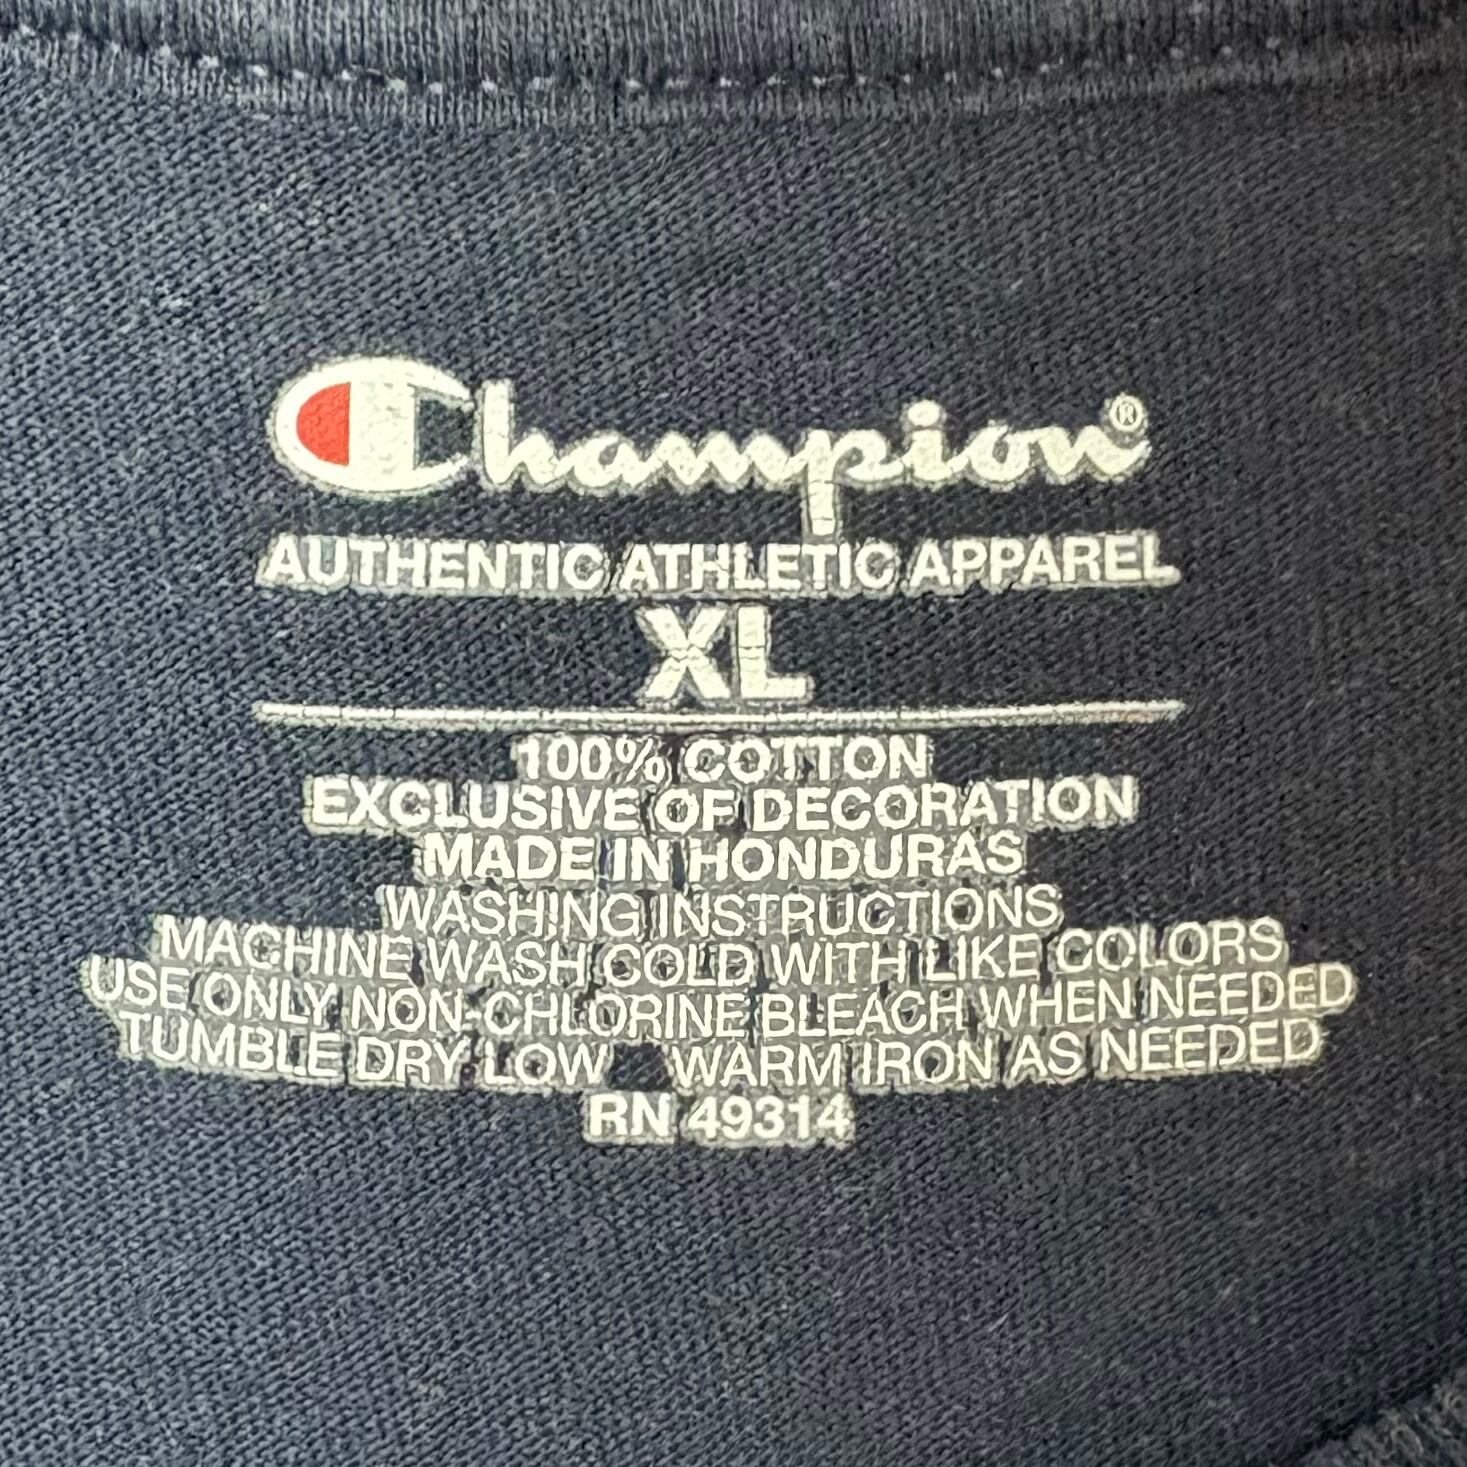 Champion®
AUTHENTIC ATHLETIC APPAREL
XL
100% COTTON
EXCLUSIVE OF DECORATION
MADE IN HONDURAS
WASHING INSTRUCTIONS
MACHINE WASH COLD WITH LIKE COLORS
USE ONLY NON-CHLORINE BLEACH WHEN NEEDED
TUMBLE DRY LOW WARM IRON AS NEEDED
RN 49314